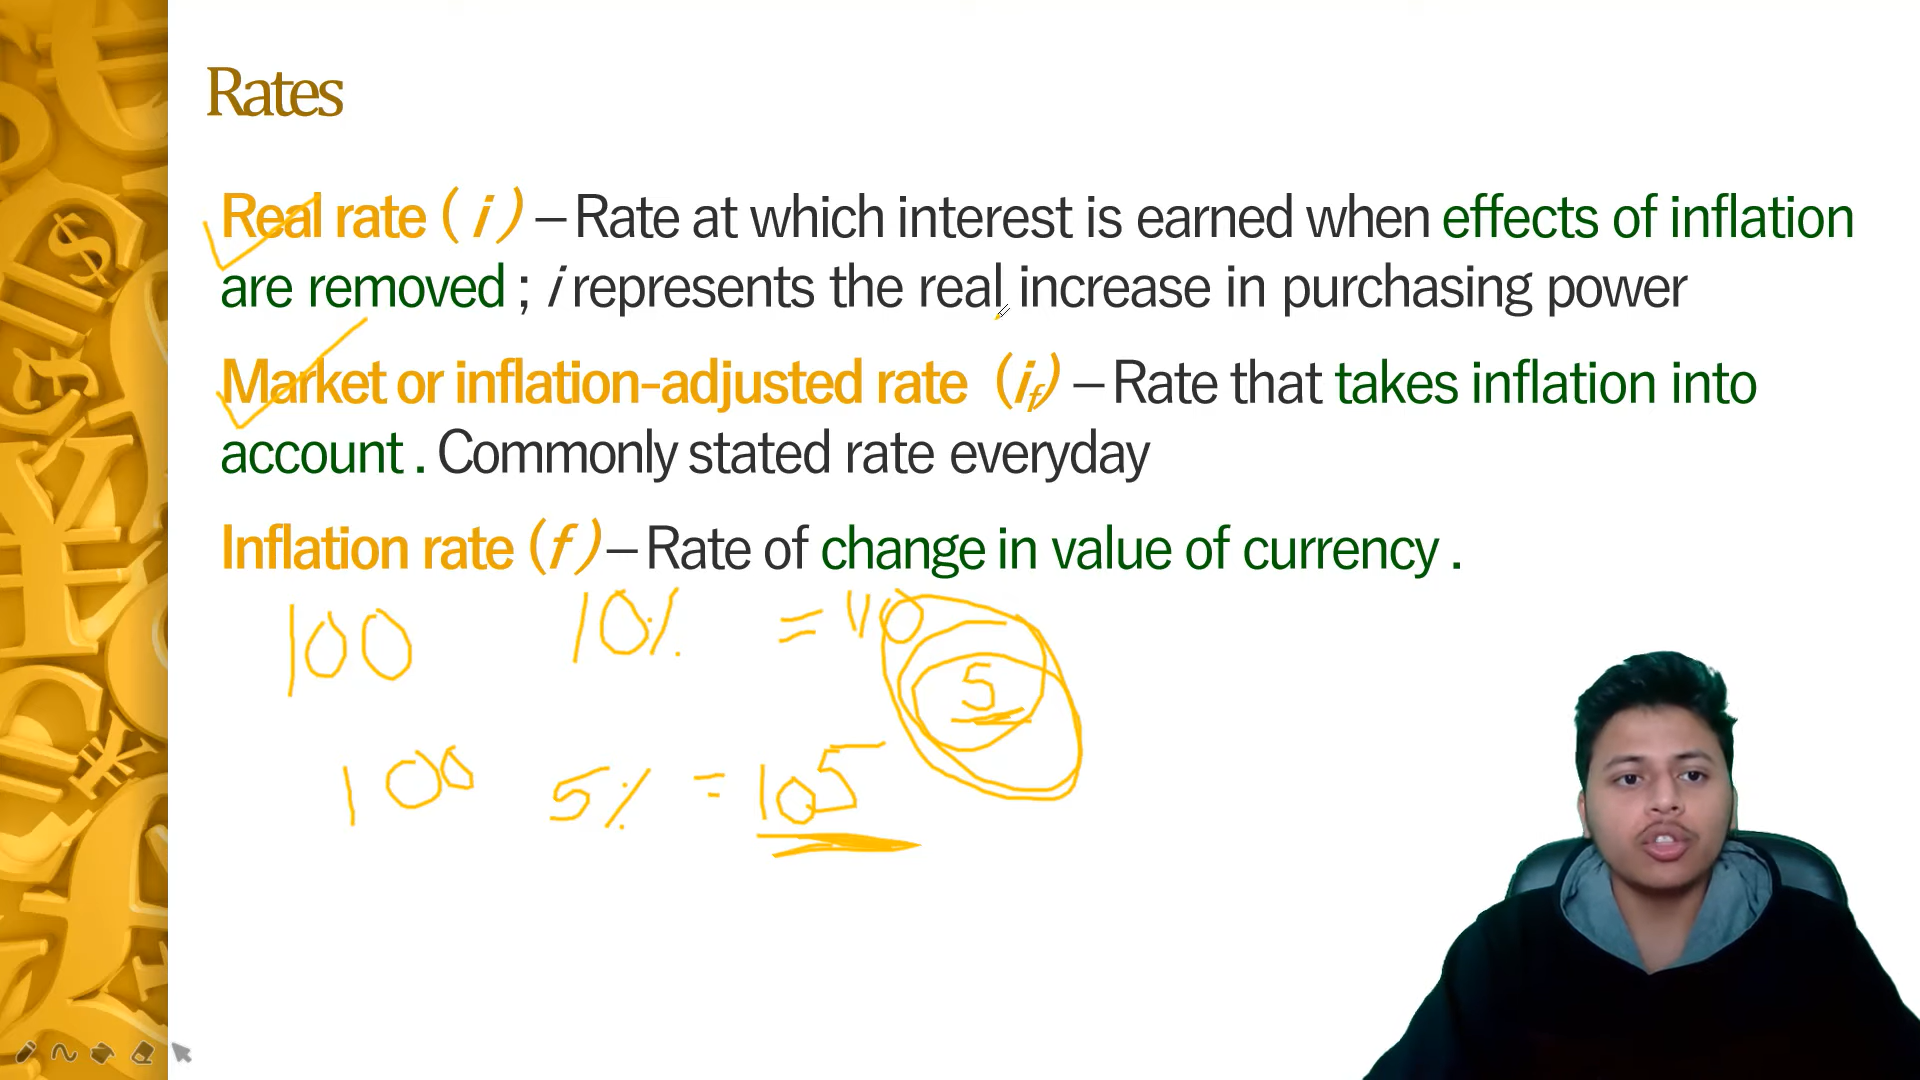 Rates
Real rate ( i ) – Rate at which interest is earned when effects of inflation
are removed ; i represents the real increase in purchasing power
Market or inflation-adjusted rate (if) – Rate that takes inflation into
account . Commonly stated rate everyday
Inflation rate (f ) – Rate of change in value of currency .
100 10% = 110
5
100 5% = 105